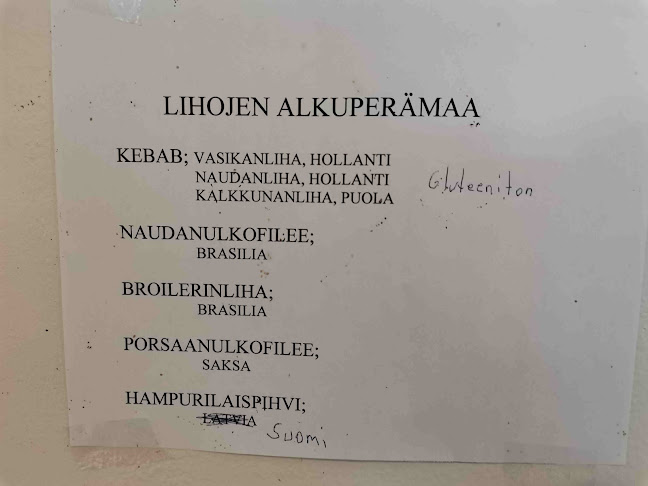 LIHOJEN ALKUPERÄMAA
KEBAB; VASIKANLIHA, HOLLANTI
NAUDANLIHA, HOLLANTI
KALKKUNANLIHA, PUOLA
Gluteeniton
NAUDANULKOFILEE;
BRASILIA
BROILERINLIHA;
BRASILIA
PORSAANULKOFILEE;
SAKSA
HAMPURILAISPIHVI;
LATVIA
Suomi